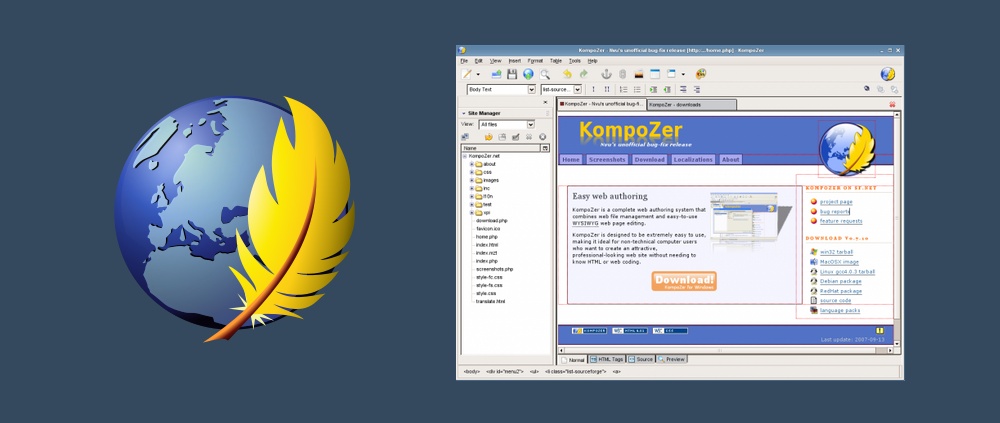 KompoZer - Nvu's unofficial bug-fix release [http:.../home.php] - KompoZer
File Edit View Insert Format Table Tools Help
Body Text
list-source...
KompoZer - Nvu's unofficial bug-fi...
KompoZer - downloads
Site Manager
View: All files
Name
KompoZer.net
about
css
images
inc
l10n
test
xpi
download.php
favicon.ico
home.php
index.html
index.mzt
index.php
screenshots.php
style-fc.css
style-fs.css
style.css
translate.html
KompoZer
Nvu's unofficial bug-fix release
Home Screenshots Download Localizations About
Easy web authoring
KompoZer is a complete web authoring system that
combines web file management and easy-to-use
WYSIWYG web page editing.
KompoZer is designed to be extremely easy to use,
making it ideal for non-technical computer users
who want to create an attractive,
professional-looking web site without needing to
know HTML or web coding.
Download!
KompoZer for Windows
KOMPOZER ON SF.NET
project page
bug reports
feature requests
DOWNLOAD V0.7.10
win32 tarball
MacOSX image
Linux gcc4.0.3 tarball
Debian package
RedHat package
source code
language packs
KOMPOZER
Last update: 2007-09-13
Normal HTML Tags Source Preview
<body> <div id="menu2"> <ul> <li class="list-sourceforge"> <a>